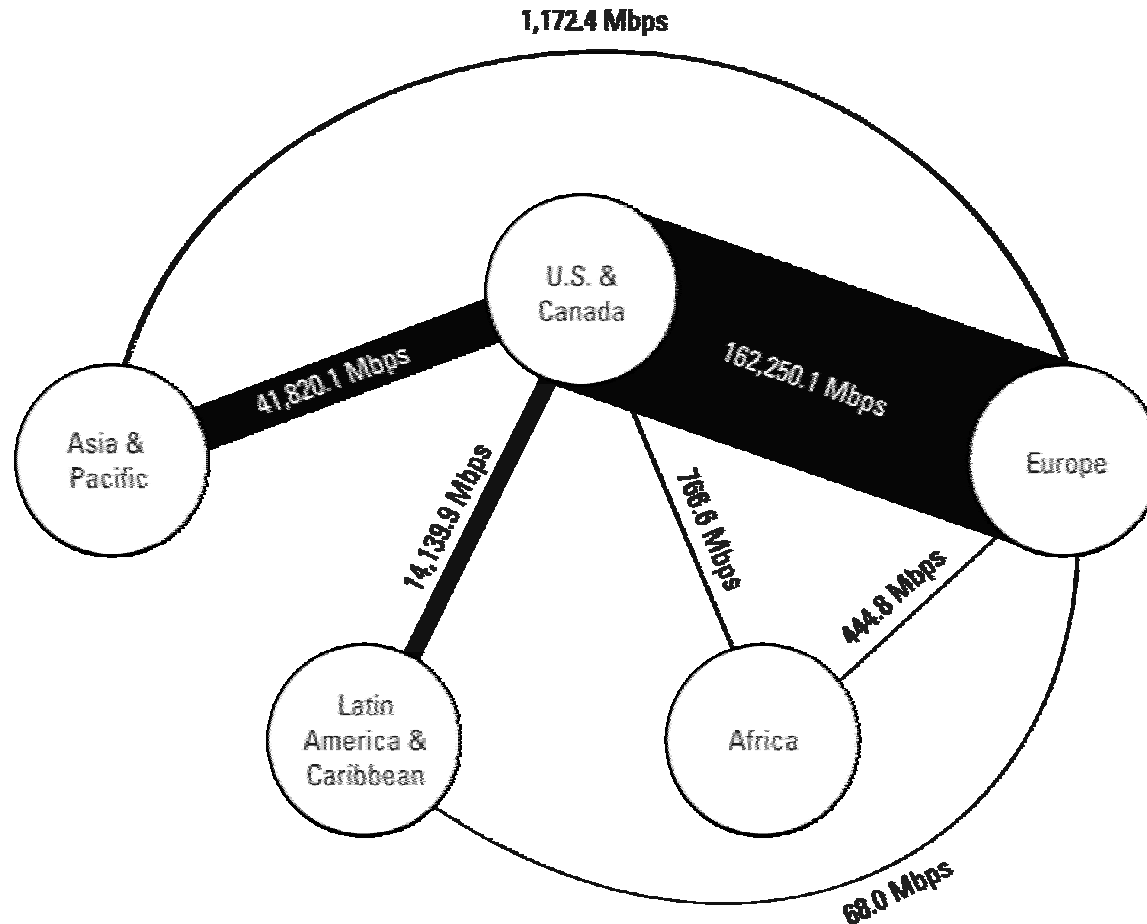 1,172.4 Mbps
U.S. &
Canada
162,250.1 Mbps
41,820.1 Mbps
Asia &
Pacific
Europe
14,139.9 Mbps
766.6 Mbps
444.8 Mbps
Latin
America &
Caribbean
Africa
68.0 Mbps